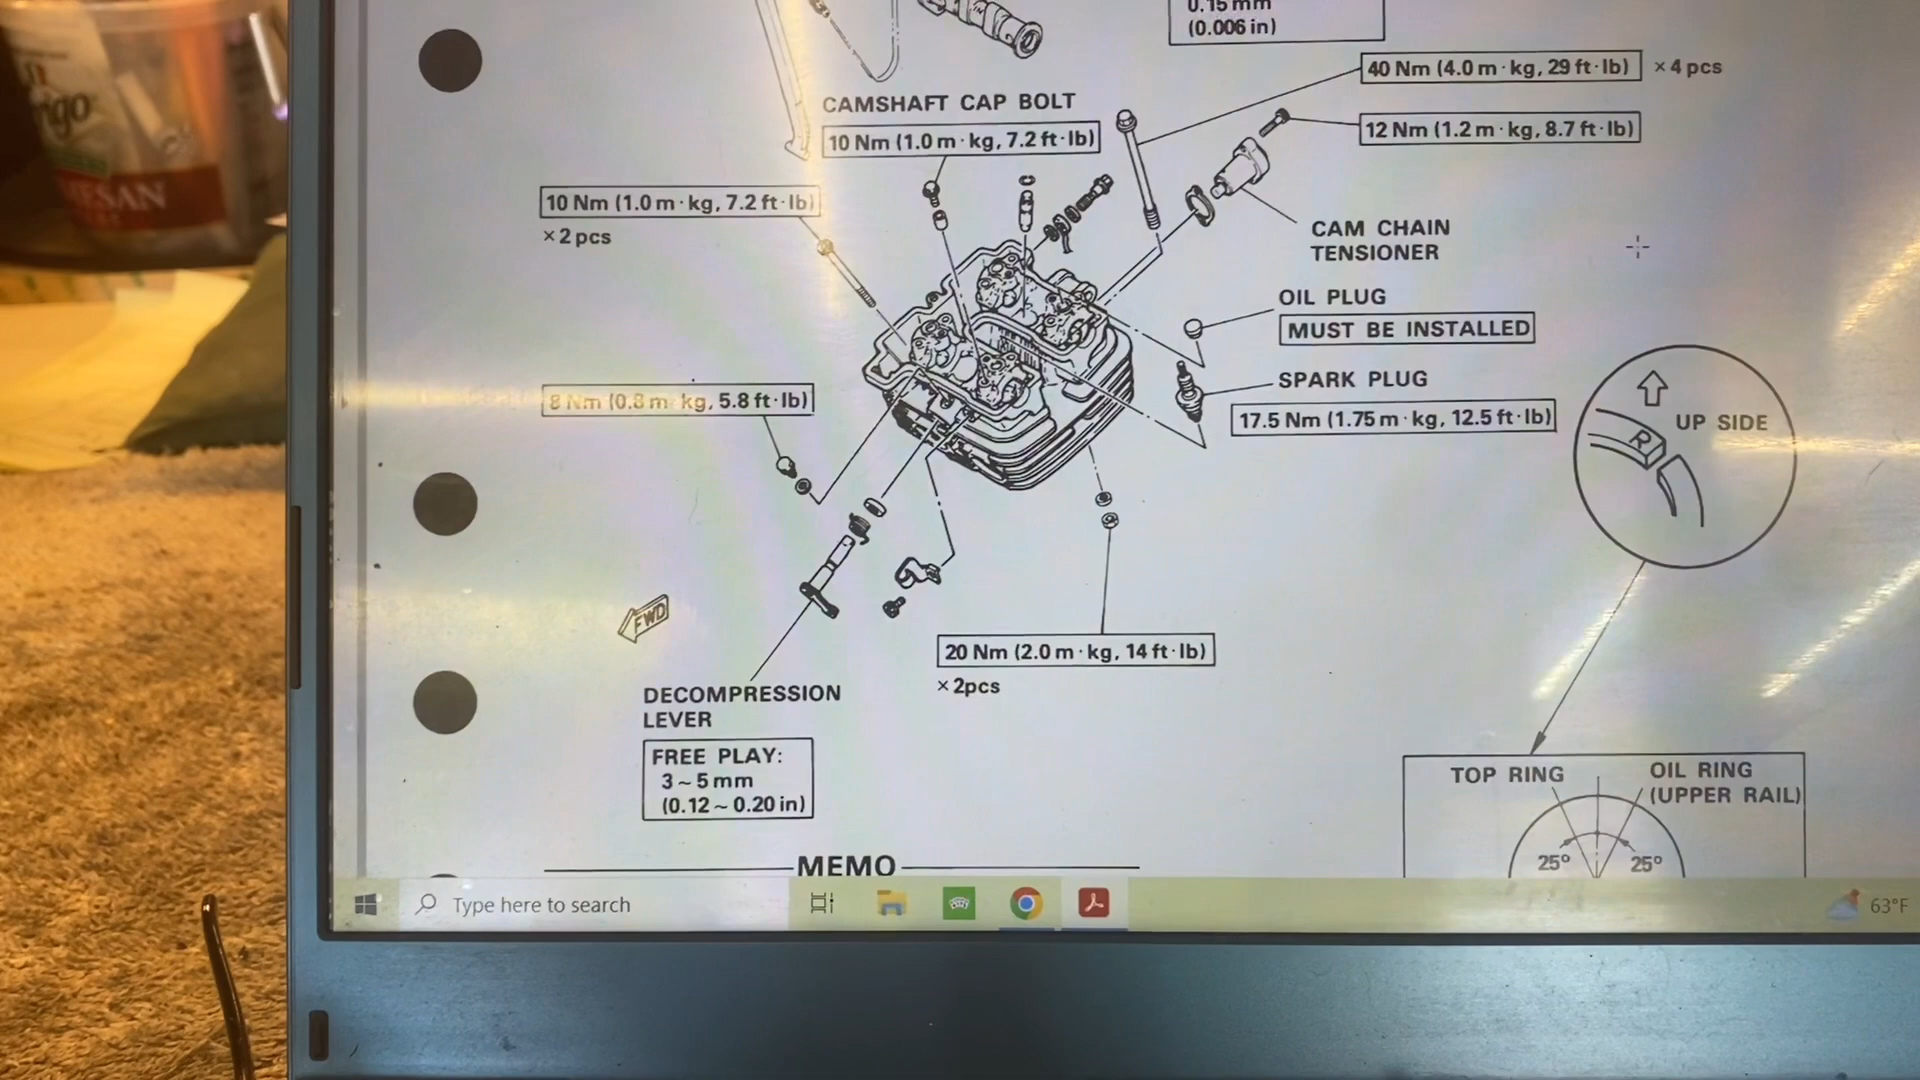 0.15 mm
(0.006 in)
40 Nm (4.0 m·kg, 29 ft·lb) × 4 pcs
CAMSHAFT CAP BOLT
10 Nm (1.0 m·kg, 7.2 ft·lb)
12 Nm (1.2 m·kg, 8.7 ft·lb)
10 Nm (1.0 m·kg, 7.2 ft·lb)
× 2 pcs
CAM CHAIN
TENSIONER
OIL PLUG
MUST BE INSTALLED
SPARK PLUG
17.5 Nm (1.75 m·kg, 12.5 ft·lb)
8 Nm (0.8 m·kg, 5.8 ft·lb)
UP SIDE
R
FWD
20 Nm (2.0 m·kg, 14 ft·lb)
× 2pcs
DECOMPRESSION
LEVER
FREE PLAY:
3 ~ 5 mm
(0.12 ~ 0.20 in)
TOP RING
OIL RING
(UPPER RAIL)
25°
25°
MEMO
Type here to search
63°F